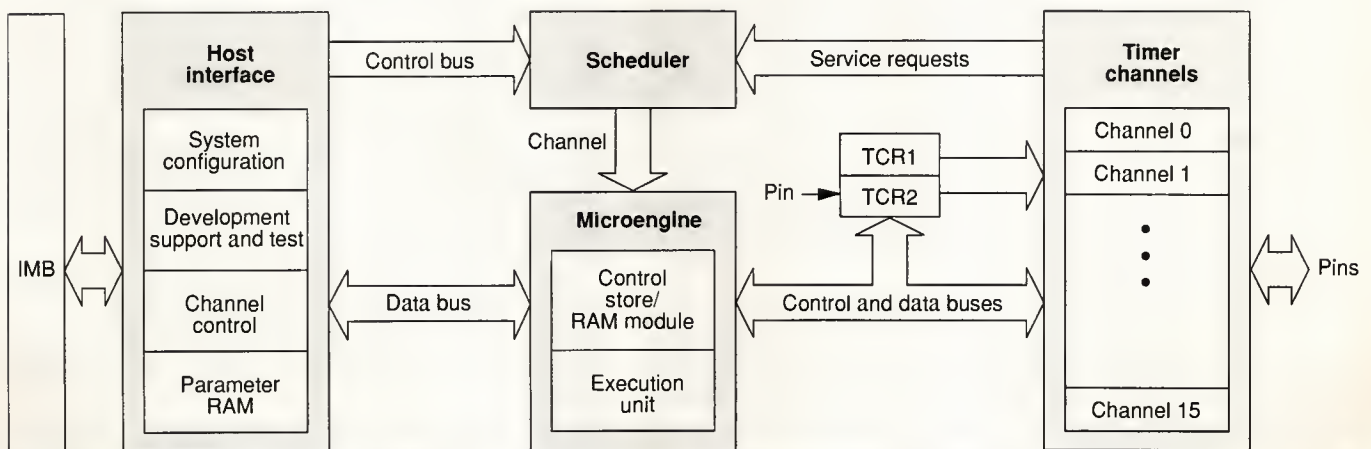 IMB
Host
interface
System
configuration
Development
support and test
Channel
control
Parameter
RAM
Control bus
Data bus
Scheduler
Channel
Microengine
Control
store/
RAM module
Execution
unit
Service requests
TCR1
Pin
TCR2
Control and data buses
Timer
channels
Channel 0
Channel 1
Channel 15
Pins